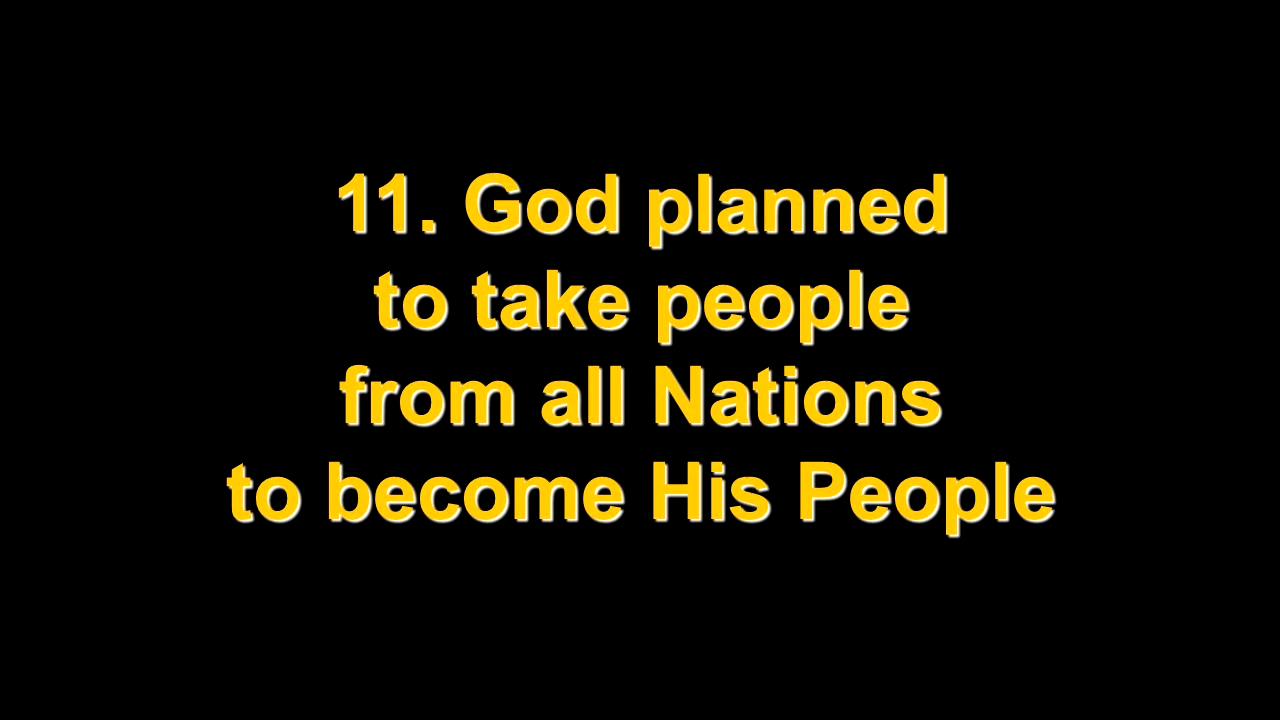 11. God planned
to take people
from all Nations
to become His People